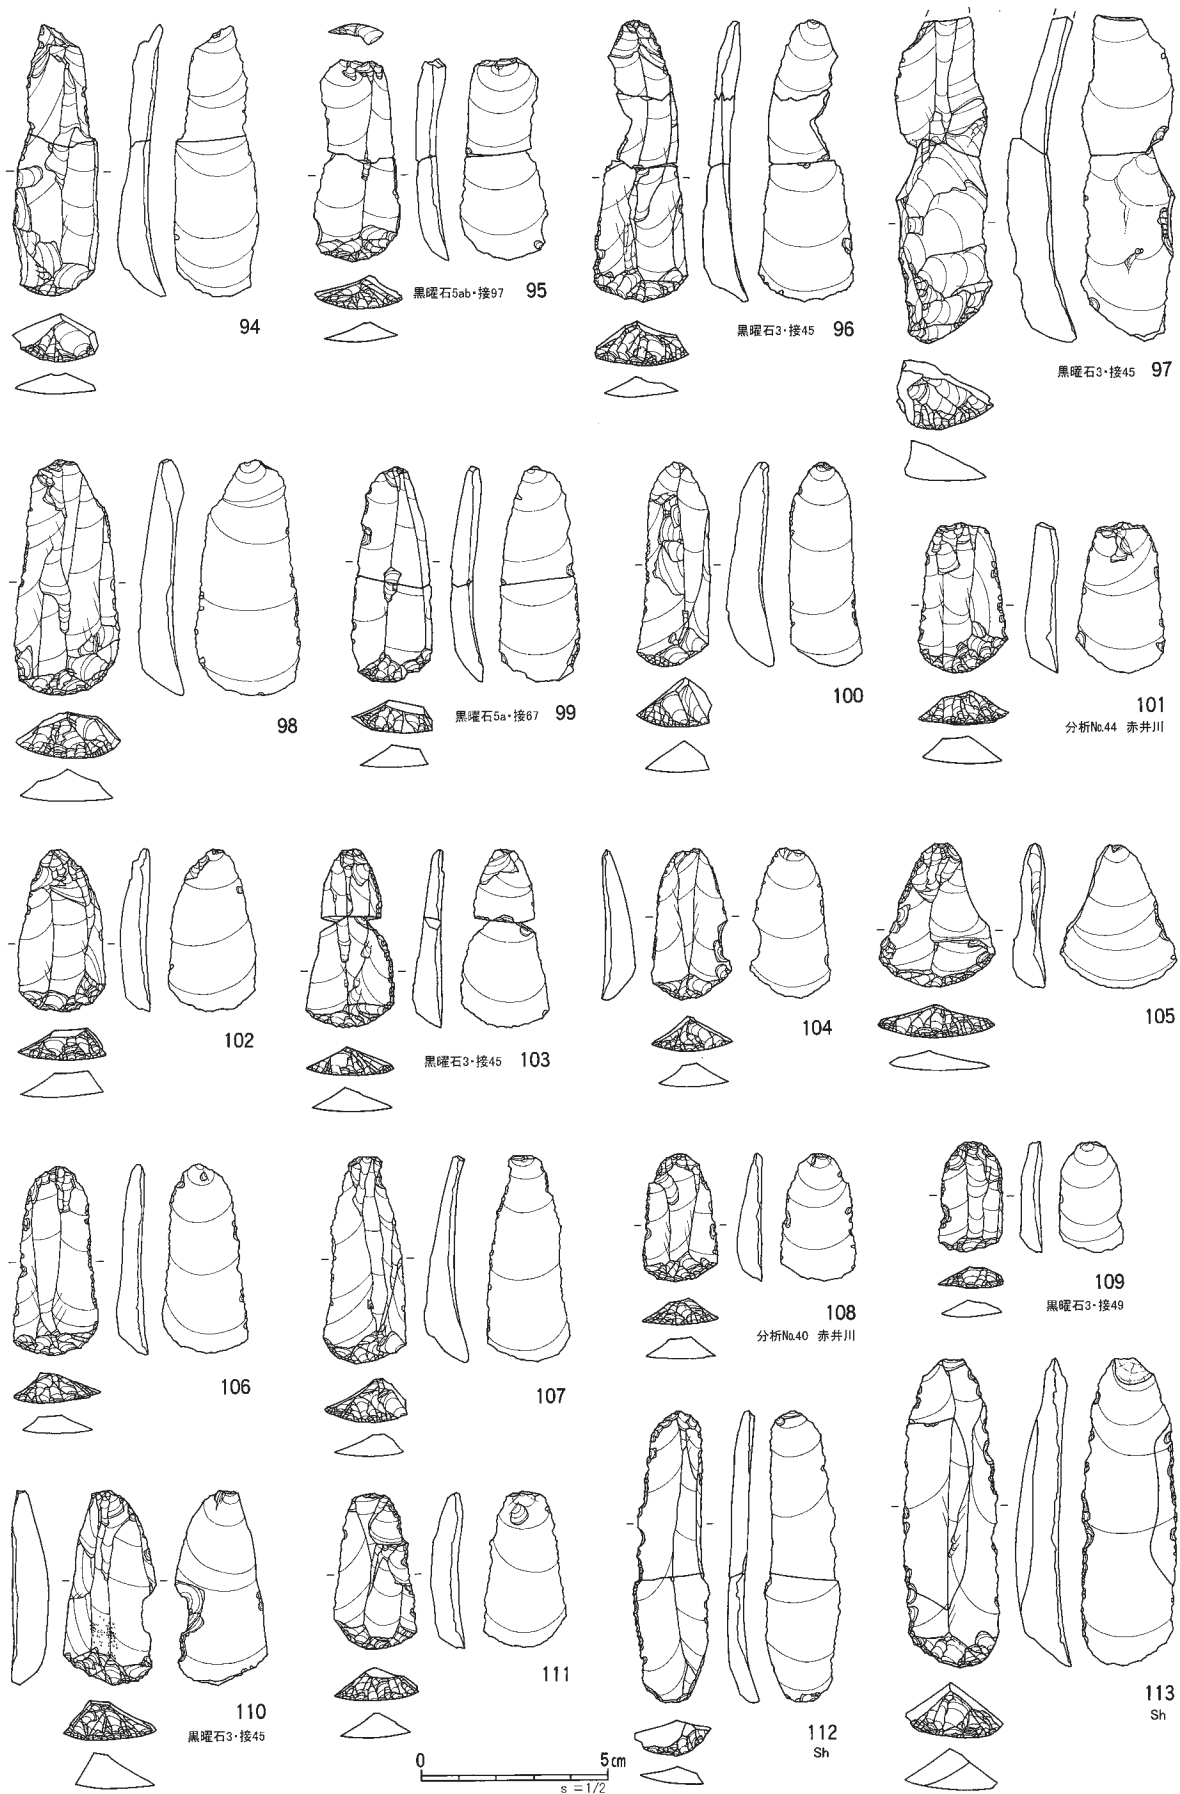 94
黒曜石5ab・接97 95
黒曜石3・接45 96
黒曜石3・接45 97
98
黒曜石5a・接67 99
100
101
分析No.44 赤井川
102
黒曜石3・接45 103
104
105
106
107
108
分析No.40 赤井川
109
黒曜石3・接49
110
黒曜石3・接45
111
112
Sh
113
Sh
0 5cm
s=1/2